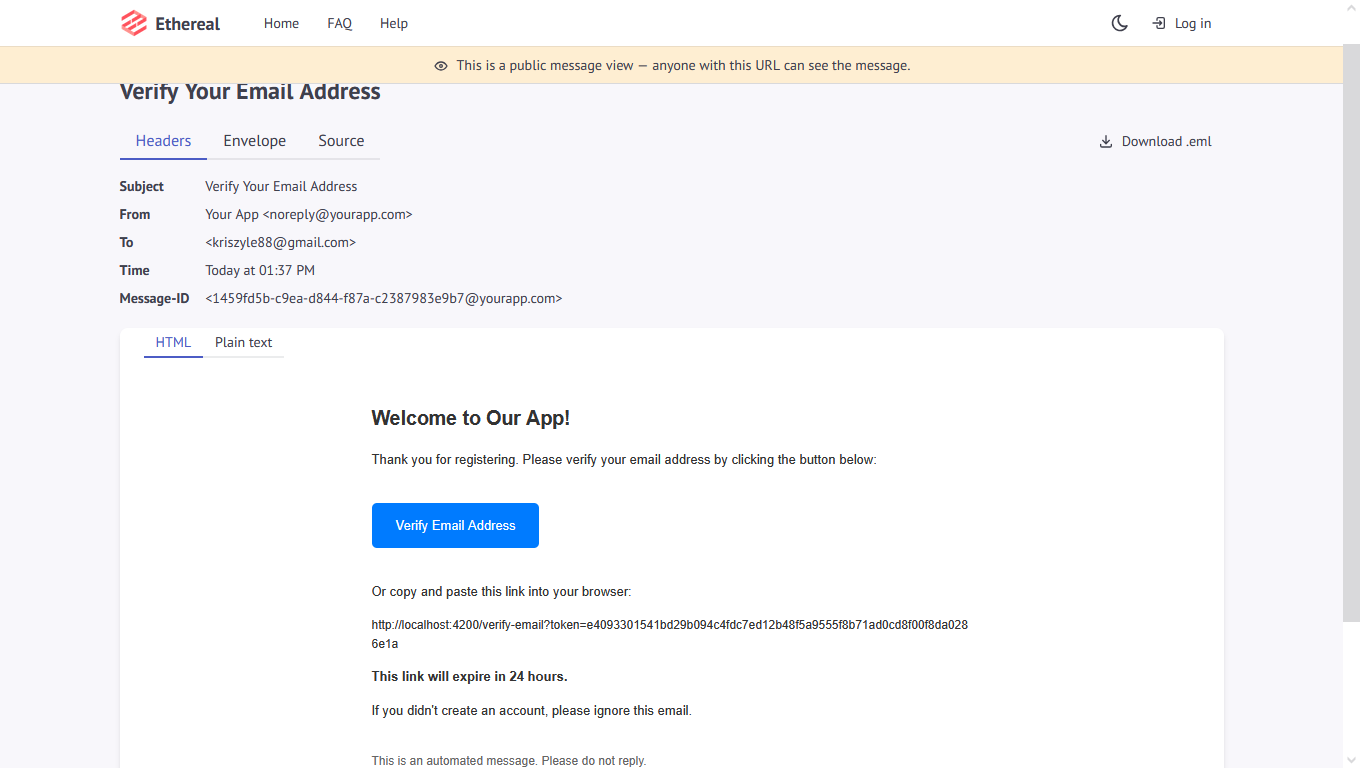 Ethereal Home FAQ Help Log in
This is a public message view — anyone with this URL can see the message.
Verify Your Email Address
Headers Envelope Source Download .eml
Subject Verify Your Email Address
From Your App <noreply@yourapp.com>
To <kriszyle88@gmail.com>
Time Today at 01:37 PM
Message-ID <1459fd5b-c9ea-d844-f87a-c2387983e9b7@yourapp.com>
HTML Plain text
Welcome to Our App!
Thank you for registering. Please verify your email address by clicking the button below:
Verify Email Address
Or copy and paste this link into your browser:
http://localhost:4200/verify-email?token=e4093301541bd29b094c4fdc7ed12b48f5a9555f8b71ad0cd8f00f8da028
6e1a
This link will expire in 24 hours.
If you didn't create an account, please ignore this email.
This is an automated message. Please do not reply.